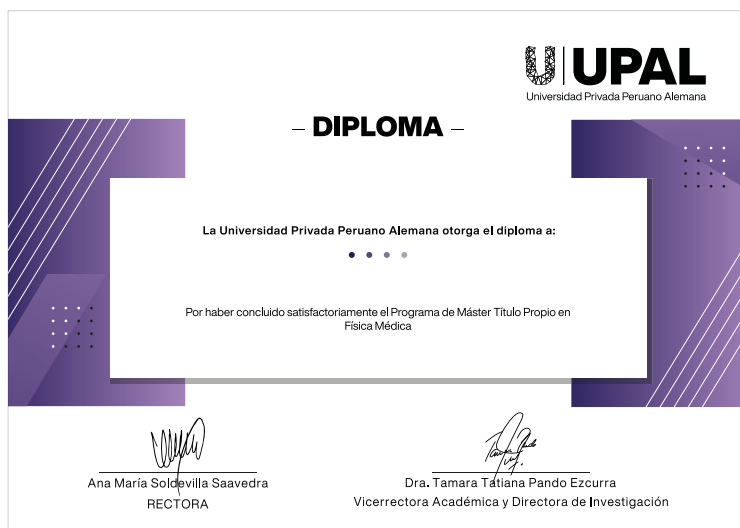 UPAL
Universidad Privada Peruano Alemana
– DIPLOMA –
La Universidad Privada Peruano Alemana otorga el diploma a:
Por haber concluido satisfactoriamente el Programa de Máster Título Propio en
Física Médica
Ana María Soldevilla Saavedra
RECTORA
Dra. Tamara Tatiana Pando Ezcurra
Vicerrectora Académica y Directora de Investigación